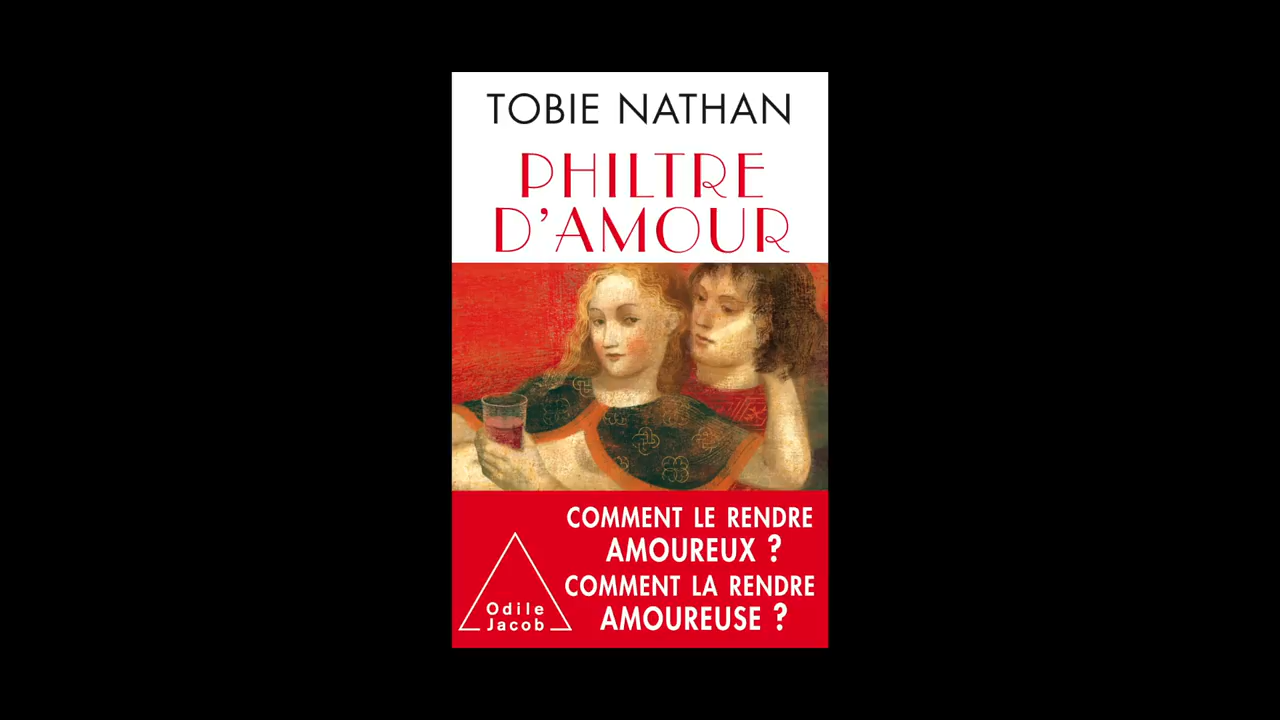 TOBIE NATHAN
PHILTRE
D'AMOUR
COMMENT LE RENDRE
AMOUREUX ?
COMMENT LA RENDRE
AMOUREUSE ?
Odile
Jacob